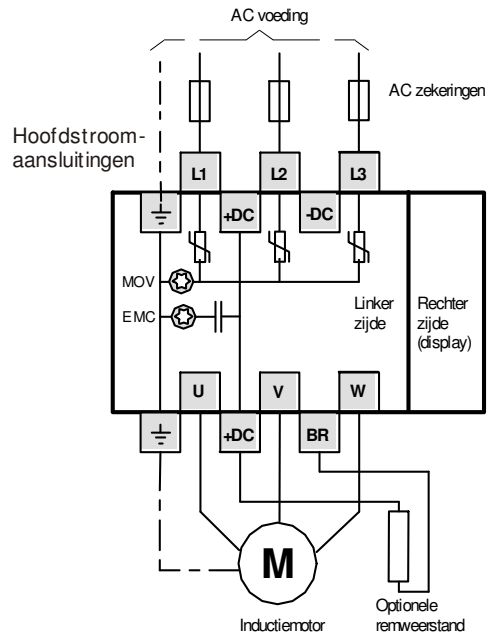 AC voeding
AC zekeringen
Hoofdstroom-
aansluitingen
L1
L2
L3
+DC
-DC
MOV
EMC
Linker
zijde
Rechter
zijde
(display)
U
V
W
+DC
BR
M
Inductiemotor
Optionele
remweerstand